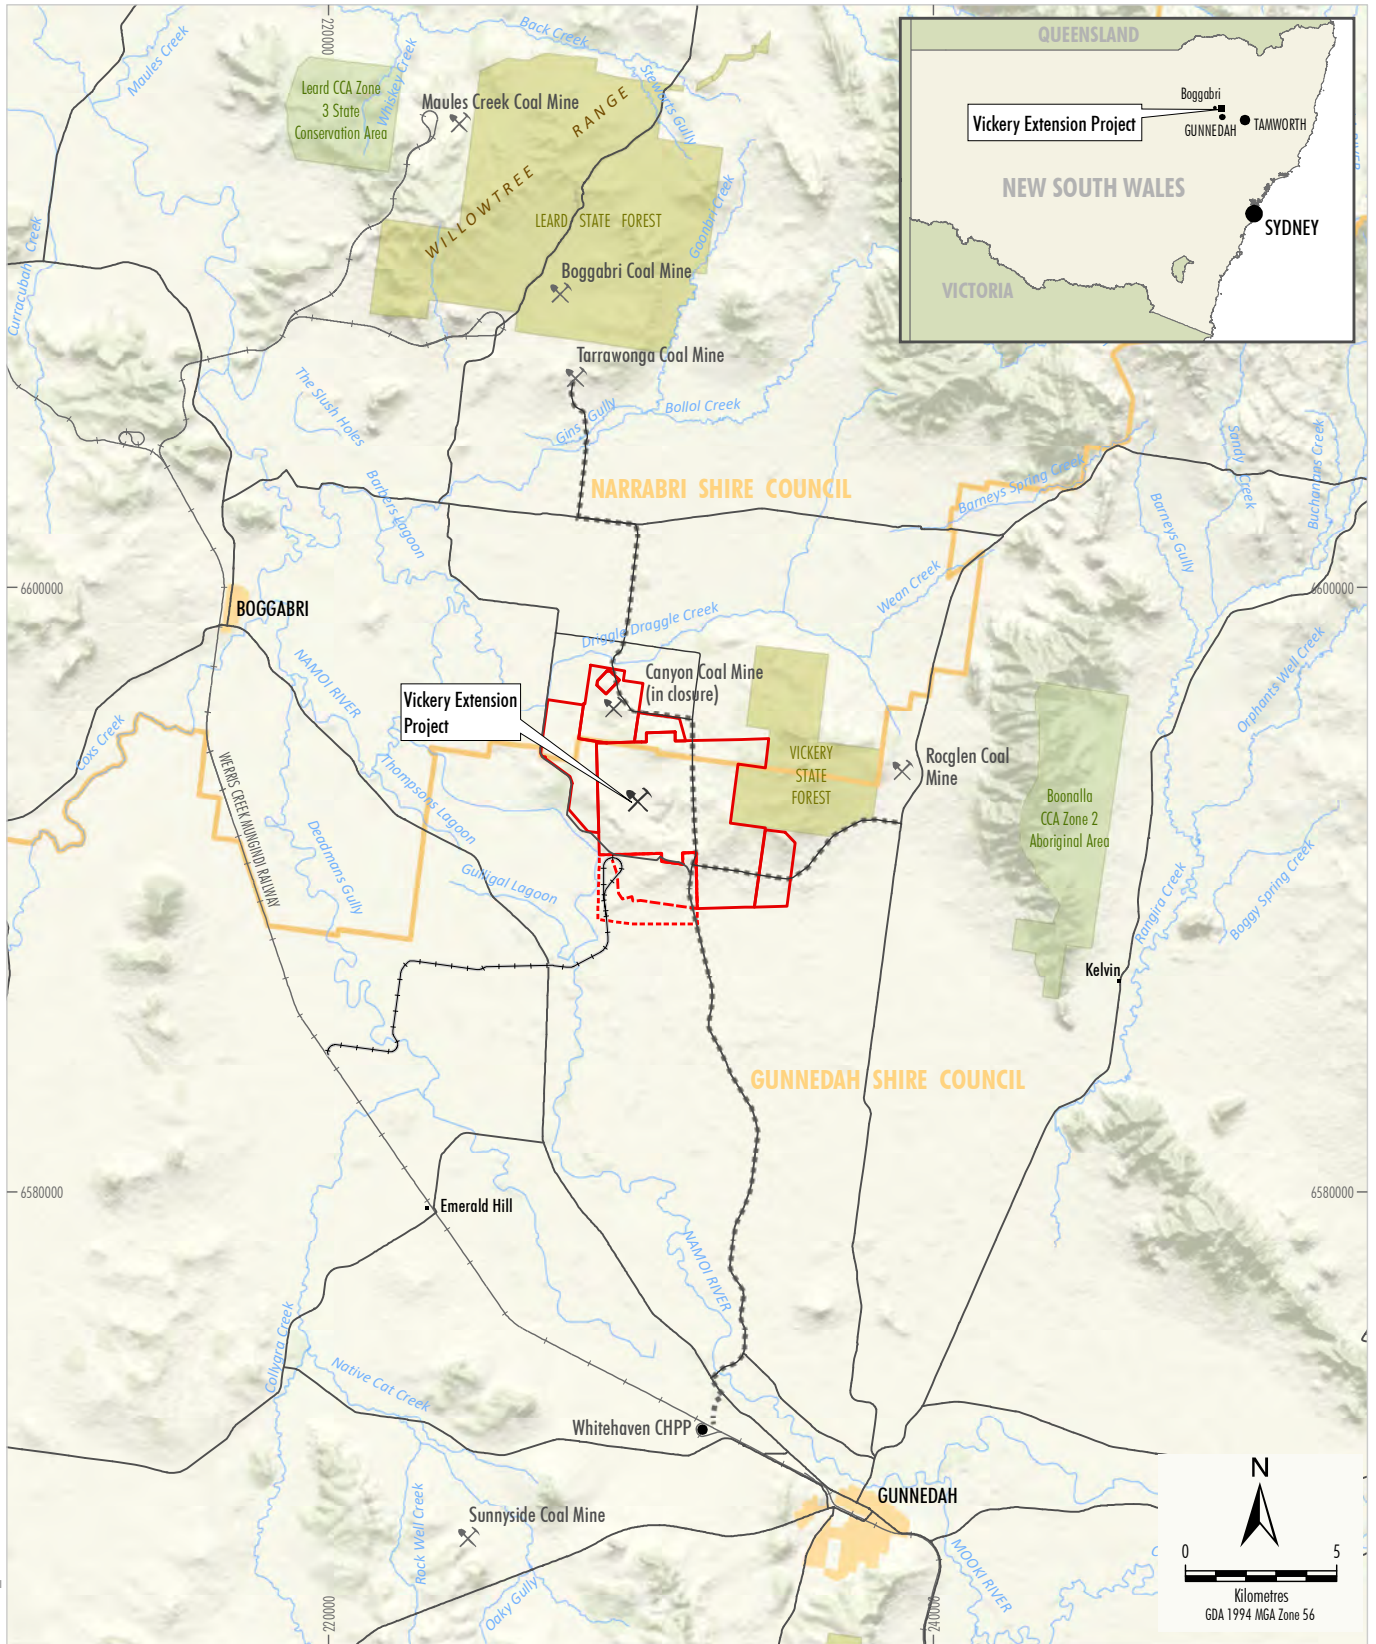 220000
Back Creek
Maules Creek
Whiskey Creek
Stewarts Gully
Leard CCA Zone
3 State
Conservation Area
Maules Creek Coal Mine
WILLOWTREE RANGE
LEARD STATE FOREST
Goonbri Creek
Curracubah Creek
Boggabri Coal Mine
Tarrawonga Coal Mine
The Slush Holes
Gins Gully
Bollol Creek
QUEENSLAND
Boggabri
Vickery Extension Project
GUNNEDAH
TAMWORTH
NEW SOUTH WALES
SYDNEY
VICTORIA
RIVER
Barbers Lagoon
NARRABRI SHIRE COUNCIL
Barneys Spring Creek
Sandy Creek
Buchanans Creek
Barneys Gully
6600000
6600000
BOGGABRI
Wean Creek
Driggle Draggle Creek
Orphants Well Creek
NAMOI RIVER
Canyon Coal Mine
(in closure)
Vickery Extension
Project
Coxs Creek
WERRIS CREEK MUNGINDI RAILWAY
Thompsons Lagoon
VICKERY
STATE
FOREST
Rocglen Coal
Mine
Boonalla
CCA Zone 2
Aboriginal Area
Deadmans Gully
Gulligal Lagoon
Rangira Creek
Boggy Spring Creek
Kelvin
GUNNEDAH SHIRE COUNCIL
6580000
6580000
Emerald Hill
NAMOI RIVER
Collygra Creek
Native Cat Creek
Whitehaven CHPP
GUNNEDAH
Rock Well Creek
Sunnyside Coal Mine
Oaky Gully
MOOKI RIVER
220000
240000
N
0 5
Kilometres
GDA 1994 MGA Zone 56